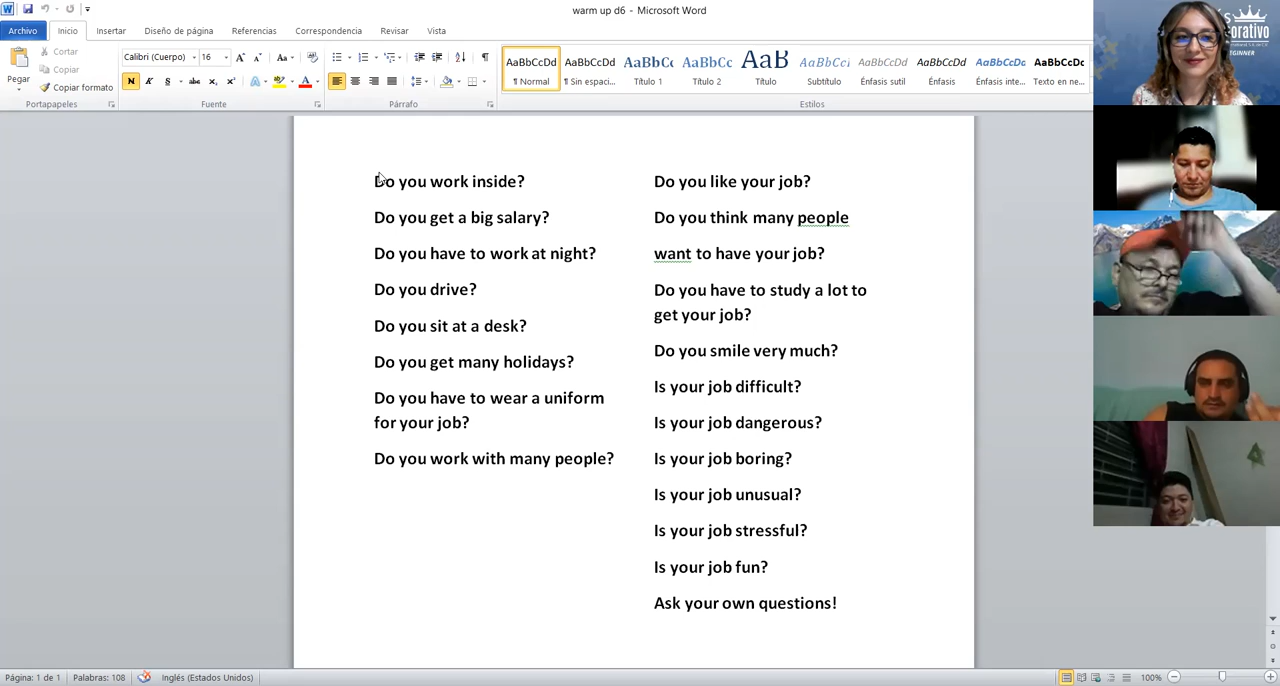 warm up d6 - Microsoft Word
Archivo Inicio Insertar Diseño de página Referencias Correspondencia Revisar Vista
Pegar
Cortar
Copiar
Copiar formato
Portapapeles
Calibri (Cuerpo) 16
Fuente
Párrafo
AaBbCcDd AaBbCcDd AaBbCc AaBbCc AaB AaBbCcI AaBbCcDd AaBbCcDd AaBbCcDc AaBbCcDc
¶ Normal ¶ Sin espaci... Título 1 Título 2 Título Subtítulo Énfasis sutil Énfasis Énfasis inte... Texto en ne...
Estilos
Do you work inside?
Do you get a big salary?
Do you have to work at night?
Do you drive?
Do you sit at a desk?
Do you get many holidays?
Do you have to wear a uniform
for your job?
Do you work with many people?
Do you like your job?
Do you think many people
want to have your job?
Do you have to study a lot to
get your job?
Do you smile very much?
Is your job difficult?
Is your job dangerous?
Is your job boring?
Is your job unusual?
Is your job stressful?
Is your job fun?
Ask your own questions!
Página: 1 de 1 Palabras: 108 Inglés (Estados Unidos) 100%